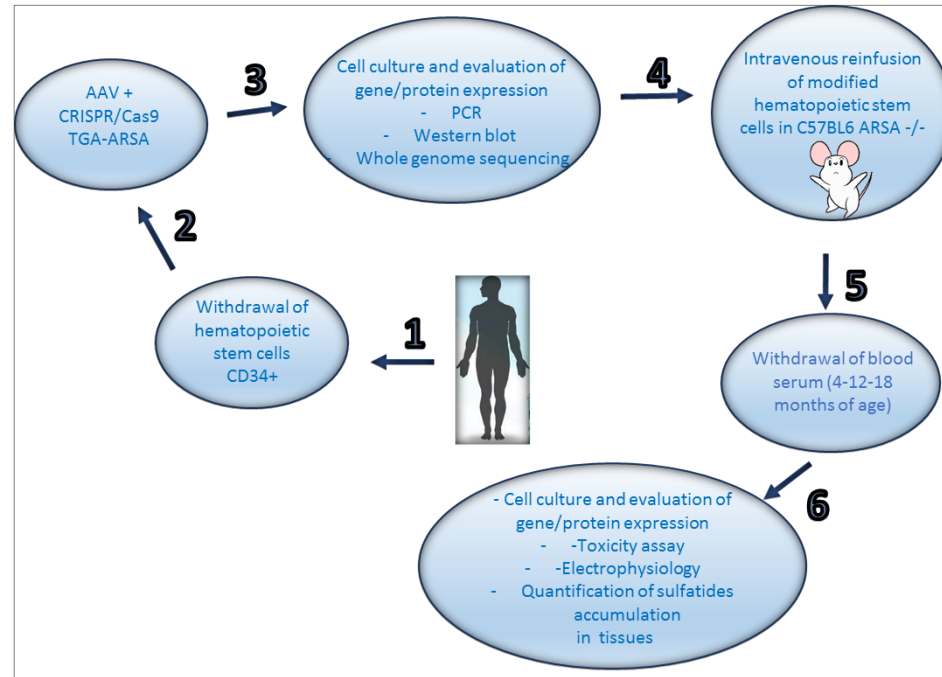 1
Withdrawal of
hematopoietic
stem cells
CD34+
2
AAV +
CRISPR/Cas9
TGA-ARSA
3
Cell culture and evaluation of
gene/protein expression
- PCR
- Western blot
- Whole genome sequencing
4
Intravenous reinfusion
of modified
hematopoietic stem
cells in C57BL6 ARSA -/-
5
Withdrawal of blood
serum (4-12-18
months of age)
6
- Cell culture and evaluation of
gene/protein expression
- -Toxicity assay
- -Electrophysiology
- Quantification of sulfatides
accumulation
in tissues